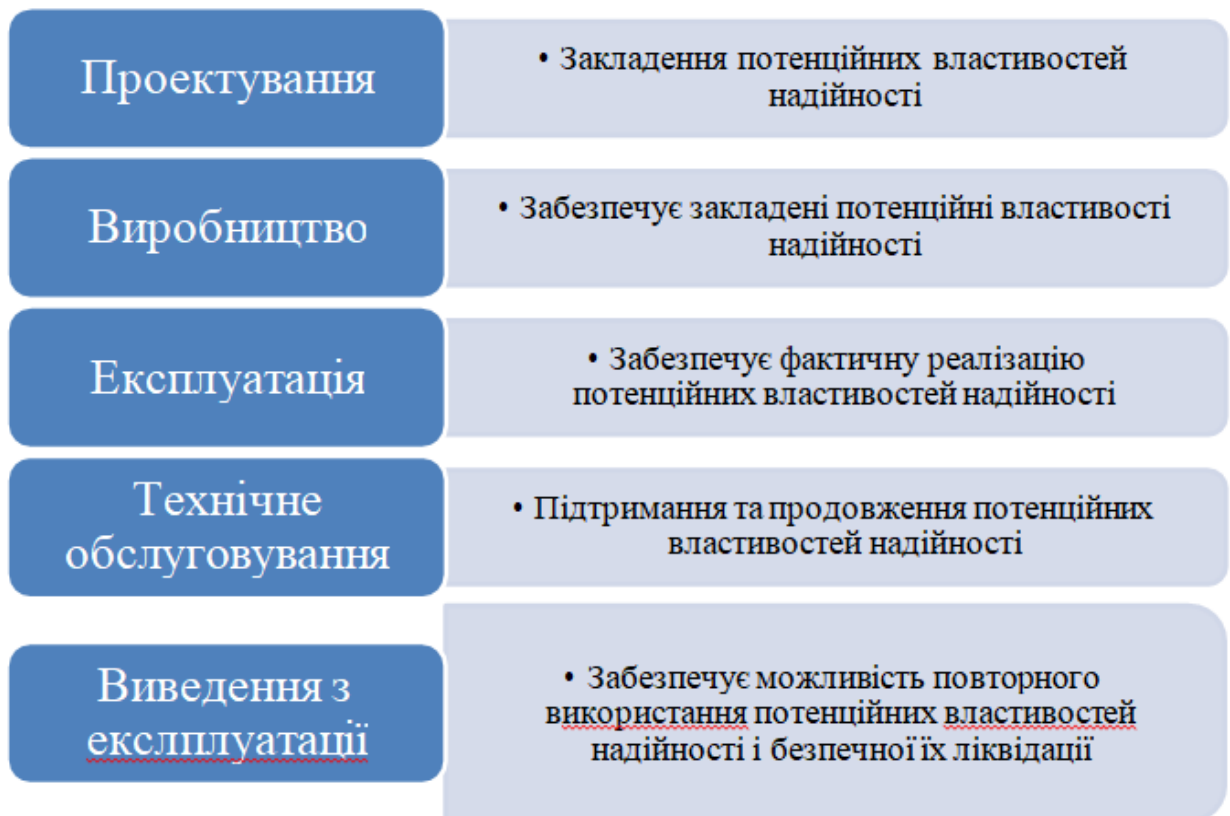 Проектування
• Закладення потенційних властивостей
надійності
Виробництво
• Забезпечує закладені потенційні властивості
надійності
Експлуатація
• Забезпечує фактичну реалізацію
потенційних властивостей надійності
Технічне
обслуговування
• Підтримання та продовження потенційних
властивостей надійності
Виведення з
екслплуатації
• Забезпечує можливість повторного
використання потенційних властивостей
надійності і безпечної їх ліквідації